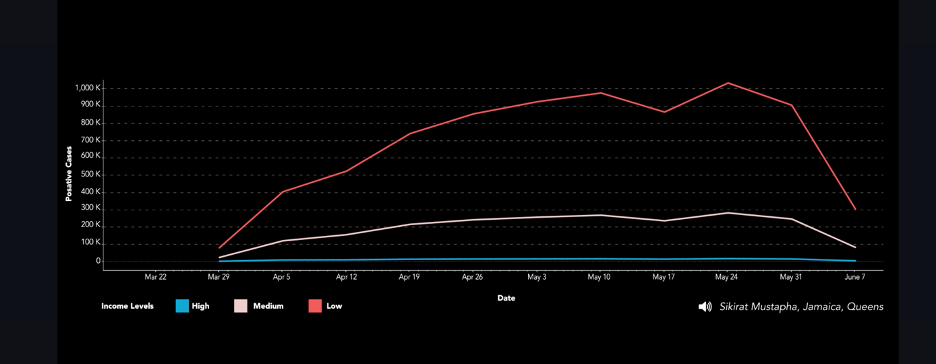 1,000 K
900 K
800 K
700 K
600 K
500 K
400 K
300 K
200 K
100 K
0
Posative Cases
Mar 22 Mar 29 Apr 5 Apr 12 Apr 19 Apr 26 May 3 May 10 May 17 May 24 May 31 June 7
Date
Income Levels High Medium Low
Sikirat Mustapha, Jamaica, Queens